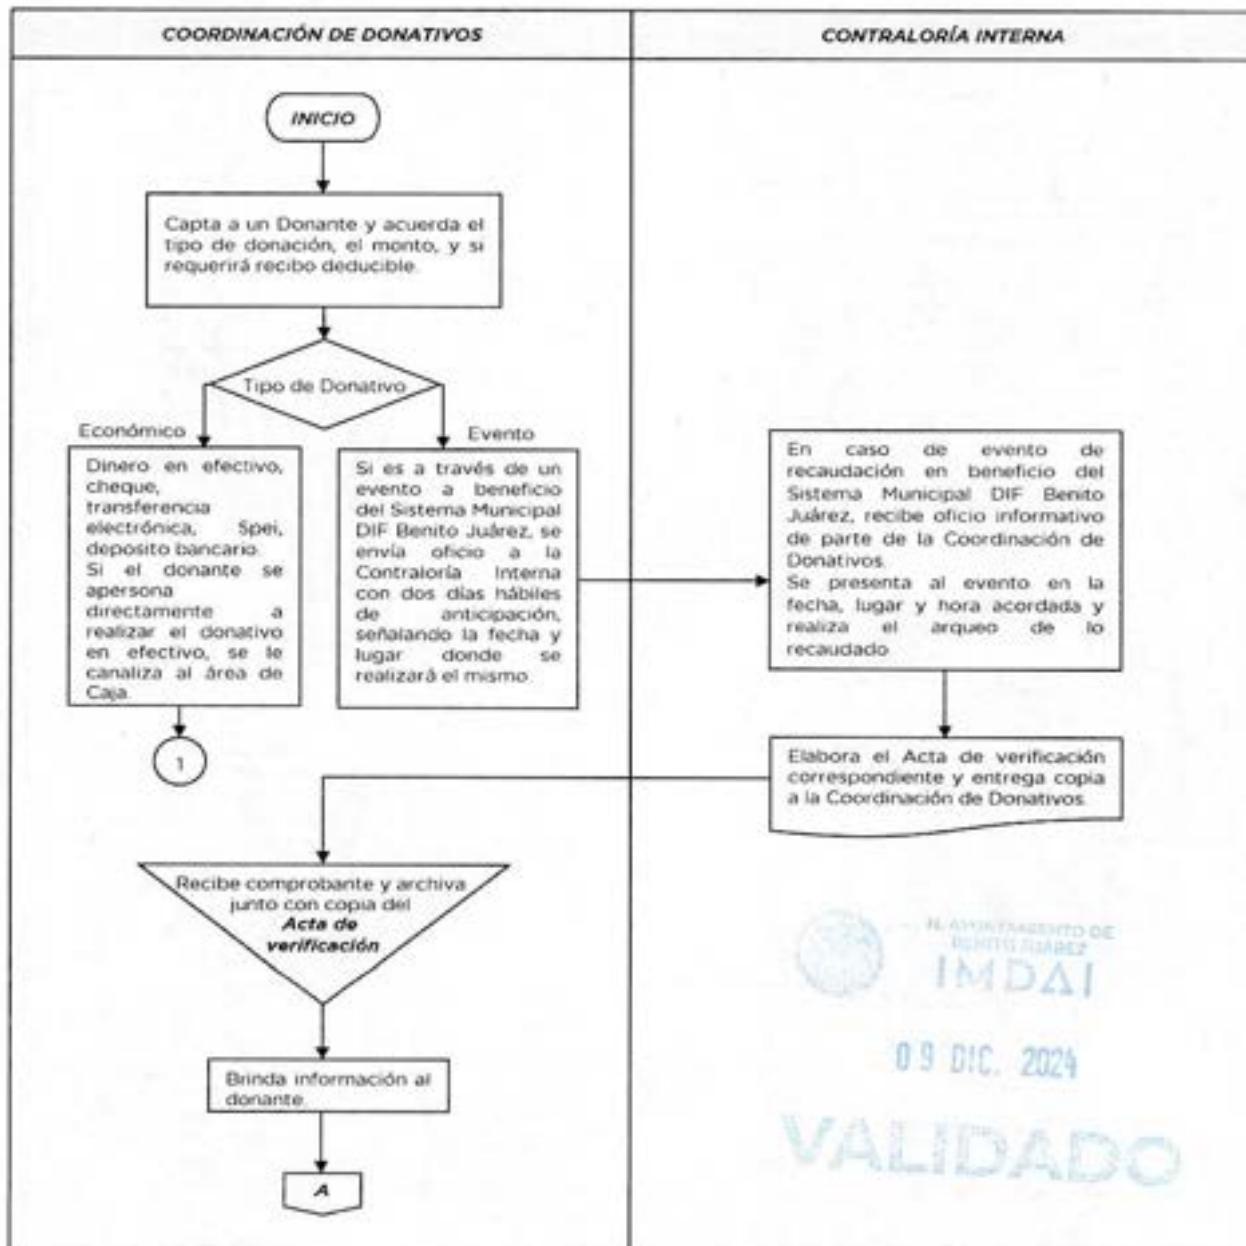 COORDINACIÓN DE DONATIVOS
CONTRALORÍA INTERNA
INICIO
Capta a un Donante y acuerda el
tipo de donación, el monto, y si
requerirá recibo deducible.
Tipo de Donativo
Económico
Evento
Dinero en efectivo,
cheque,
transferencia
electrónica, Spei,
deposito bancario.
Si el donante se
apersona
directamente a
realizar el donativo
en efectivo, se le
canaliza al área de
Caja.
1
Si es a través de un
evento a beneficio
del Sistema Municipal
DIF Benito Juárez, se
envía oficio a la
Contraloría Interna
con dos días hábiles
de anticipación,
señalando la fecha y
lugar donde se
realizará el mismo.
En caso de evento de
recaudación en beneficio del
Sistema Municipal DIF Benito
Juárez, recibe oficio informativo
de parte de la Coordinación de
Donativos.
Se presenta al evento en la
fecha, lugar y hora acordada y
realiza el arqueo de lo
recaudado
Elabora el Acta de verificación
correspondiente y entrega copia
a la Coordinación de Donativos.
Recibe comprobante y archiva
junto con copia del
Acta de
verificación
Brinda información al
donante.
A
H. AYUNTAMIENTO DE
BENITO JUÁREZ
IMDAI
09 DIC. 2024
VALIDADO